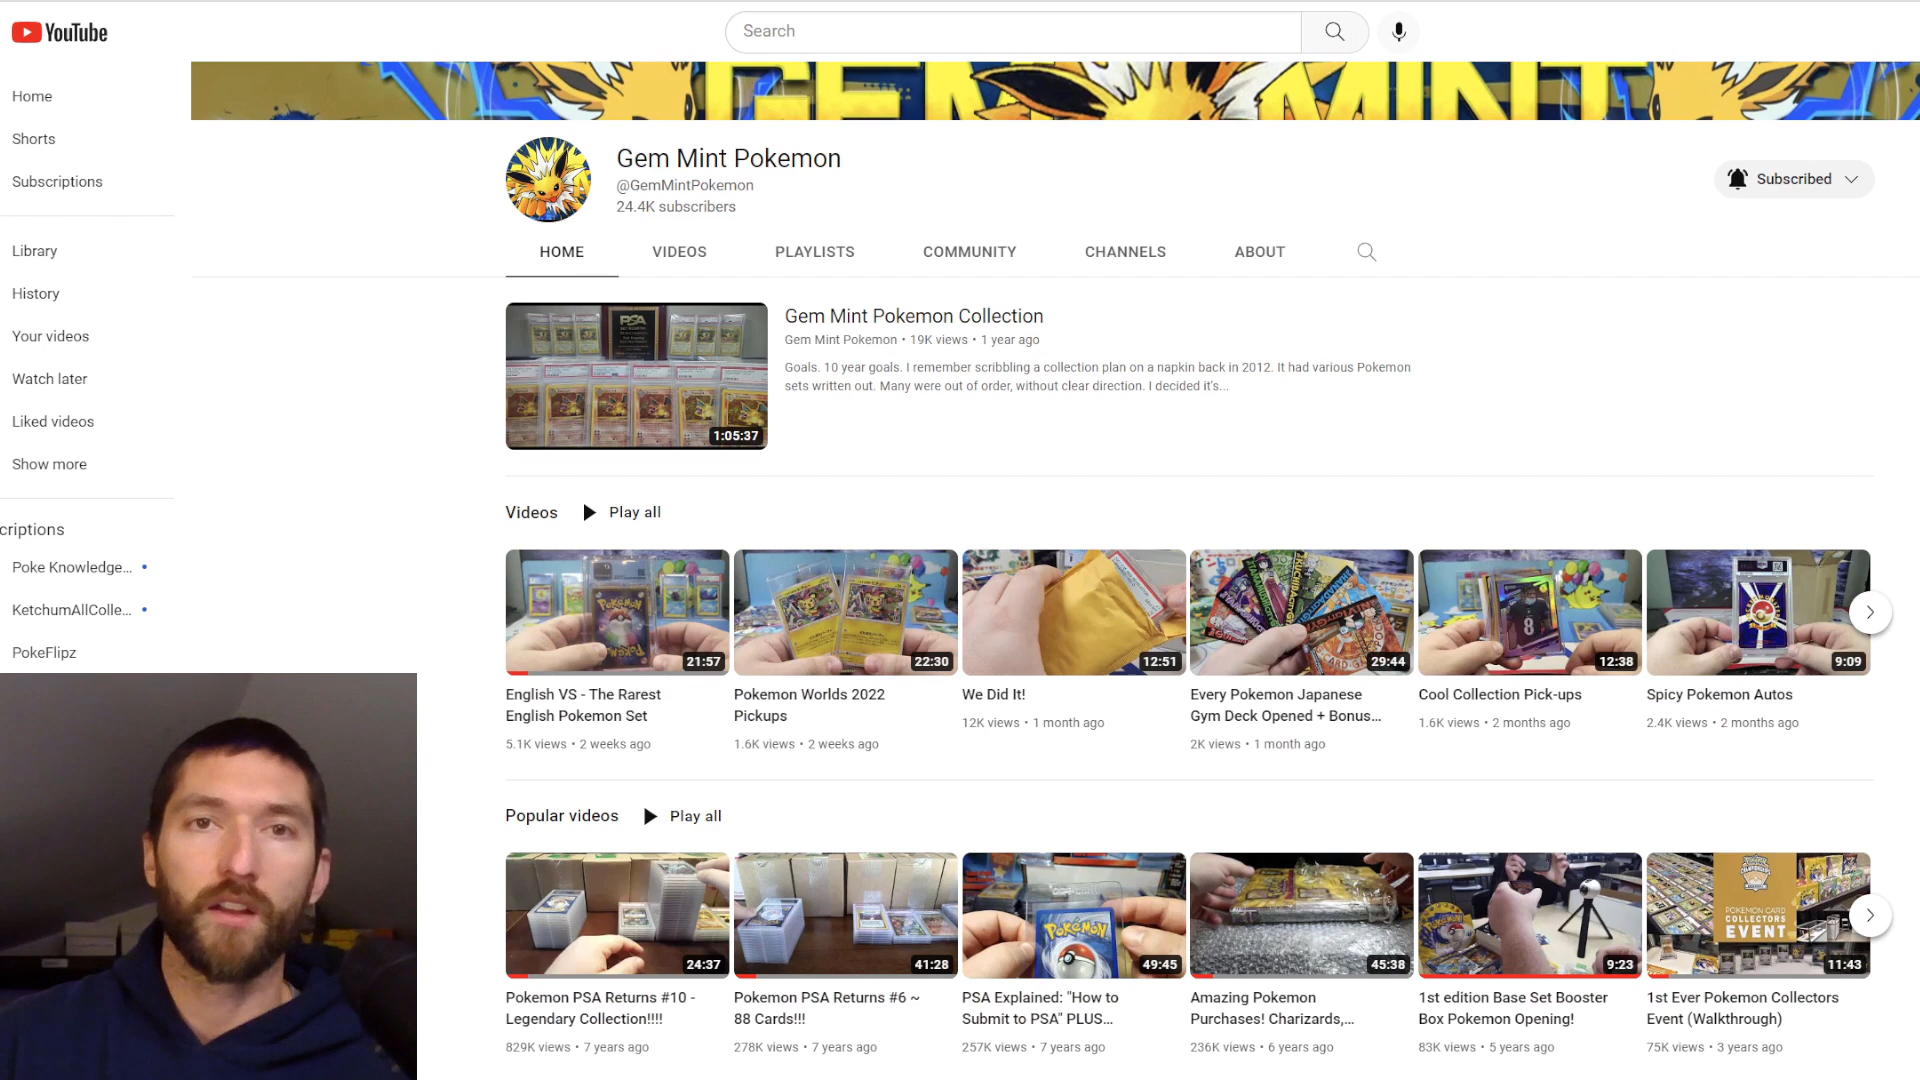 YouTube
Search
Home
Shorts
Subscriptions
Library
History
Your videos
Watch later
Liked videos
Show more
criptions
Poke Knowledge...
KetchumAllColle...
PokeFlipz
GEM MINT
Gem Mint Pokemon
@GemMintPokemon
24.4K subscribers
Subscribed
HOME
VIDEOS
PLAYLISTS
COMMUNITY
CHANNELS
ABOUT
PSA
1:05:37
Gem Mint Pokemon Collection
Gem Mint Pokemon • 19K views • 1 year ago
Goals. 10 year goals. I remember scribbling a collection plan on a napkin back in 2012. It had various Pokemon
sets written out. Many were out of order, without clear direction. I decided it's...
Videos
Play all
21:57
22:30
12:51
29:44
8
12:38
9:09
English VS - The Rarest
English Pokemon Set
5.1K views • 2 weeks ago
Pokemon Worlds 2022
Pickups
1.6K views • 2 weeks ago
We Did It!
12K views • 1 month ago
Every Pokemon Japanese
Gym Deck Opened + Bonus...
2K views • 1 month ago
Cool Collection Pick-ups
1.6K views • 2 months ago
Spicy Pokemon Autos
2.4K views • 2 months ago
Popular videos
Play all
24:37
41:28
POKéMON
49:45
45:38
9:23
POKEMON CARD
COLLECTORS
EVENT
11:43
Pokemon PSA Returns #10 -
Legendary Collection!!!!
829K views • 7 years ago
Pokemon PSA Returns #6 ~
88 Cards!!!
278K views • 7 years ago
PSA Explained: "How to
Submit to PSA" PLUS...
257K views • 7 years ago
Amazing Pokemon
Purchases! Charizards,...
236K views • 6 years ago
1st edition Base Set Booster
Box Pokemon Opening!
83K views • 5 years ago
1st Ever Pokemon Collectors
Event (Walkthrough)
75K views • 3 years ago